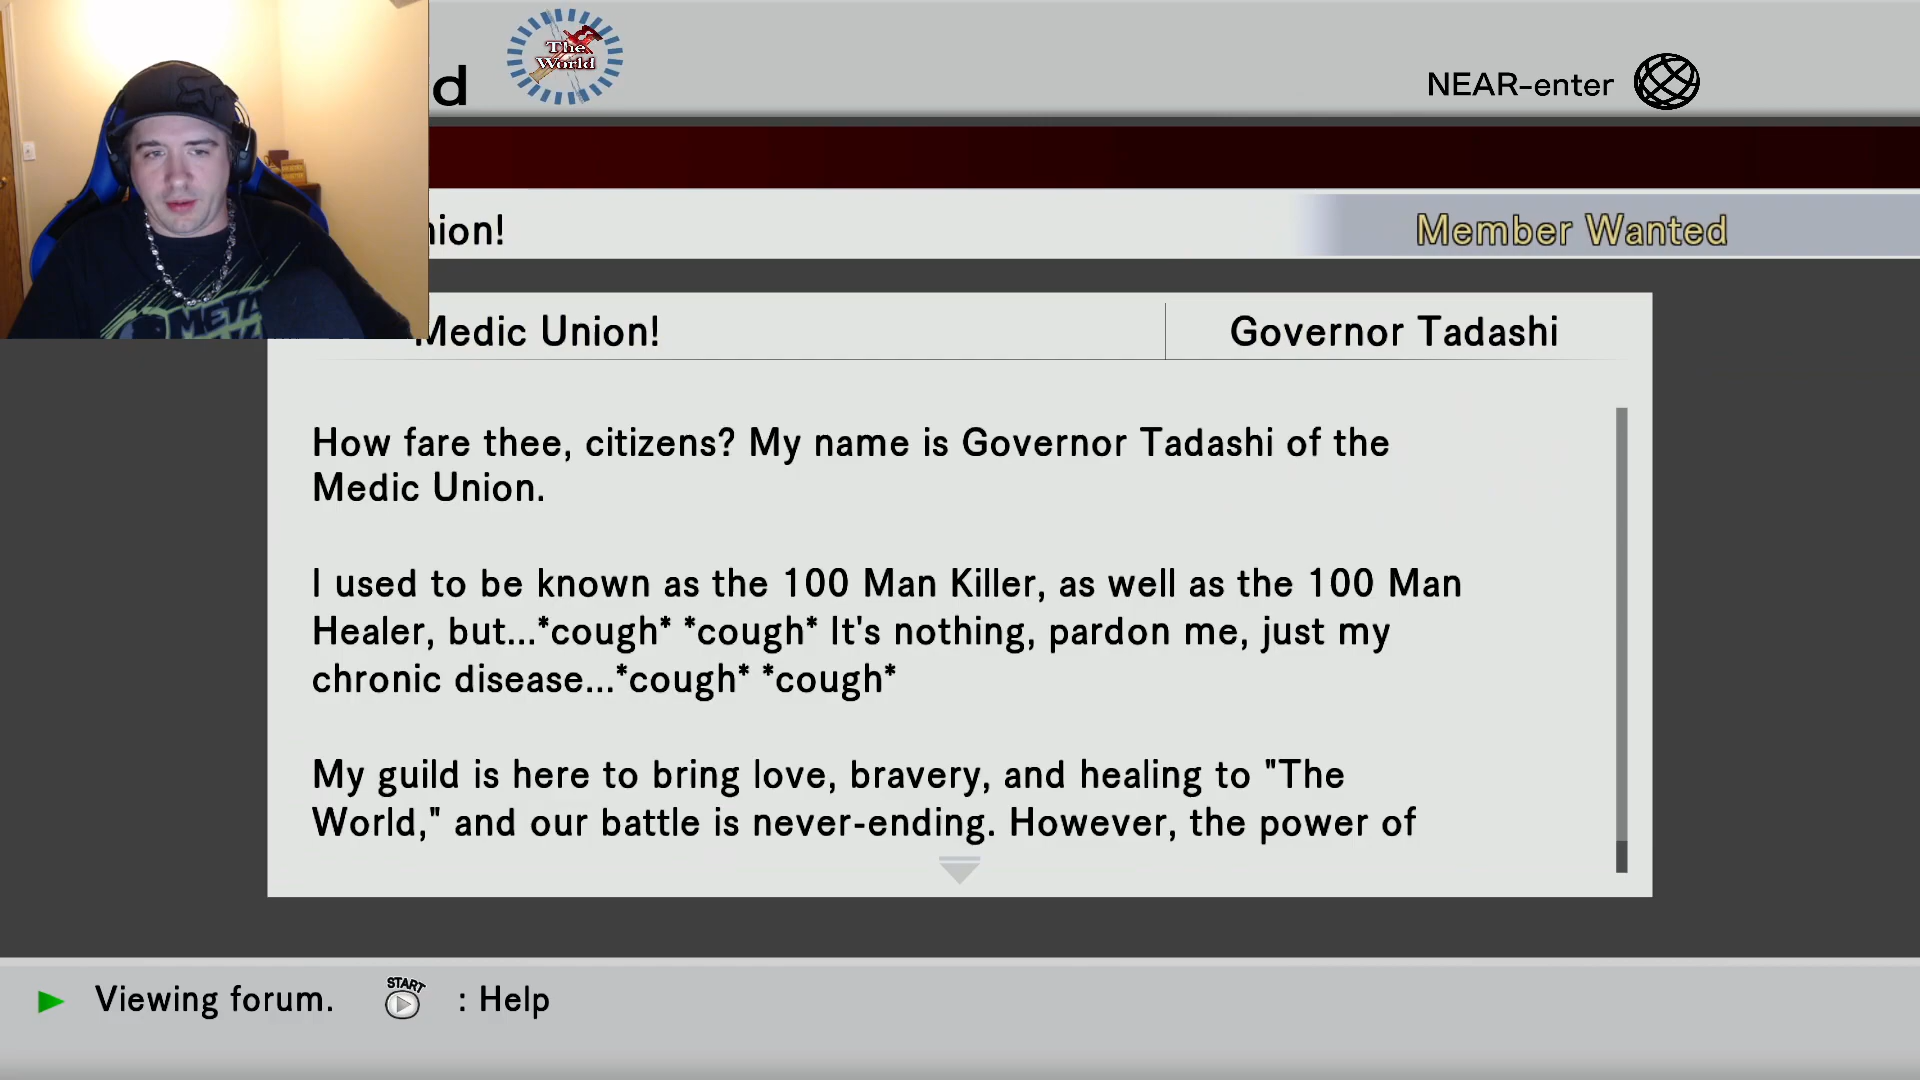 d
The
World
NEAR-enter
nion!
Member Wanted
Medic Union!
Governor Tadashi
How fare thee, citizens? My name is Governor Tadashi of the
Medic Union.
I used to be known as the 100 Man Killer, as well as the 100 Man
Healer, but...*cough* *cough* It's nothing, pardon me, just my
chronic disease...*cough* *cough*
My guild is here to bring love, bravery, and healing to "The
World," and our battle is never-ending. However, the power of
Viewing forum.
START
: Help
META